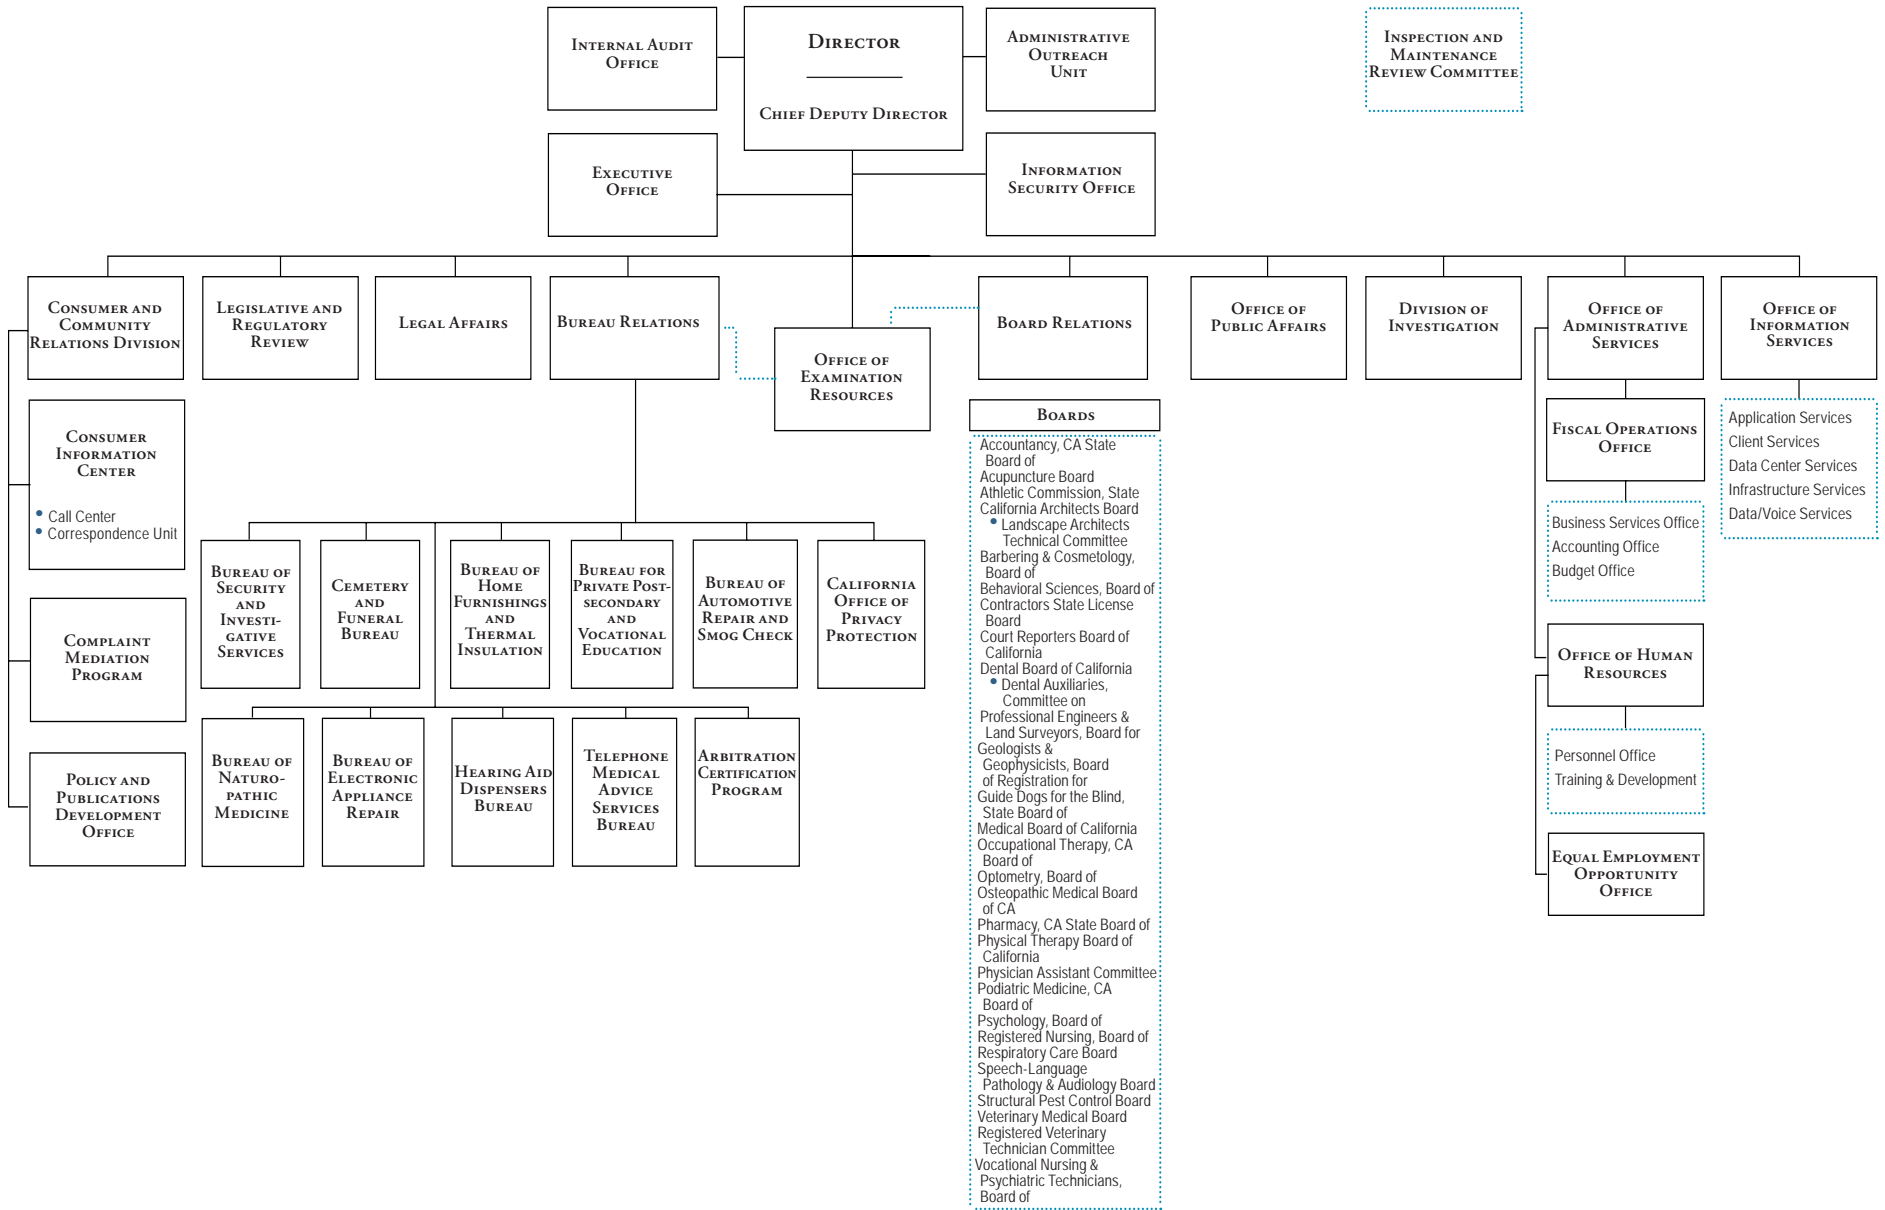 Internal Audit
Office
Director
Chief Deputy Director
Administrative
Outreach
Unit
Inspection and
Maintenance
Review Committee
Executive
Office
Information
Security Office
Consumer and
Community
Relations Division
Legislative and
Regulatory
Review
Legal Affairs
Bureau Relations
Office of
Examination
Resources
Board Relations
Office of
Public Affairs
Division of
Investigation
Office of
Administrative
Services
Office of
Information
Services
Consumer
Information
Center
• Call Center
• Correspondence Unit
Complaint
Mediation
Program
Policy and
Publications
Development
Office
Bureau of
Security
and
Investi-
gative
Services
Cemetery
and
Funeral
Bureau
Bureau of
Home
Furnishings
and
Thermal
Insulation
Bureau for
Private Post-
secondary
and
Vocational
Education
Bureau of
Automotive
Repair and
Smog Check
California
Office of
Privacy
Protection
Bureau of
Naturo-
pathic
Medicine
Bureau of
Electronic
Appliance
Repair
Hearing Aid
Dispensers
Bureau
Telephone
Medical
Advice
Services
Bureau
Arbitration
Certification
Program
Boards
Accountancy, CA State
Board of
Acupuncture Board
Athletic Commission, State
California Architects Board
• Landscape Architects
Technical Committee
Barbering & Cosmetology,
Board of
Behavioral Sciences, Board of
Contractors State License
Board
Court Reporters Board of
California
Dental Board of California
• Dental Auxiliaries,
Committee on
Professional Engineers &
Land Surveyors, Board for
Geologists &
Geophysicists, Board
of Registration for
Guide Dogs for the Blind,
State Board of
Medical Board of California
Occupational Therapy, CA
Board of
Optometry, Board of
Osteopathic Medical Board
of CA
Pharmacy, CA State Board of
Physical Therapy Board of
California
Physician Assistant Committee
Podiatric Medicine, CA
Board of
Psychology, Board of
Registered Nursing, Board of
Respiratory Care Board
Speech-Language
Pathology & Audiology Board
Structural Pest Control Board
Veterinary Medical Board
Registered Veterinary
Technician Committee
Vocational Nursing &
Psychiatric Technicians,
Board of
Fiscal Operations
Office
Business Services Office
Accounting Office
Budget Office
Office of Human
Resources
Personnel Office
Training & Development
Equal Employment
Opportunity
Office
Application Services
Client Services
Data Center Services
Infrastructure Services
Data/Voice Services